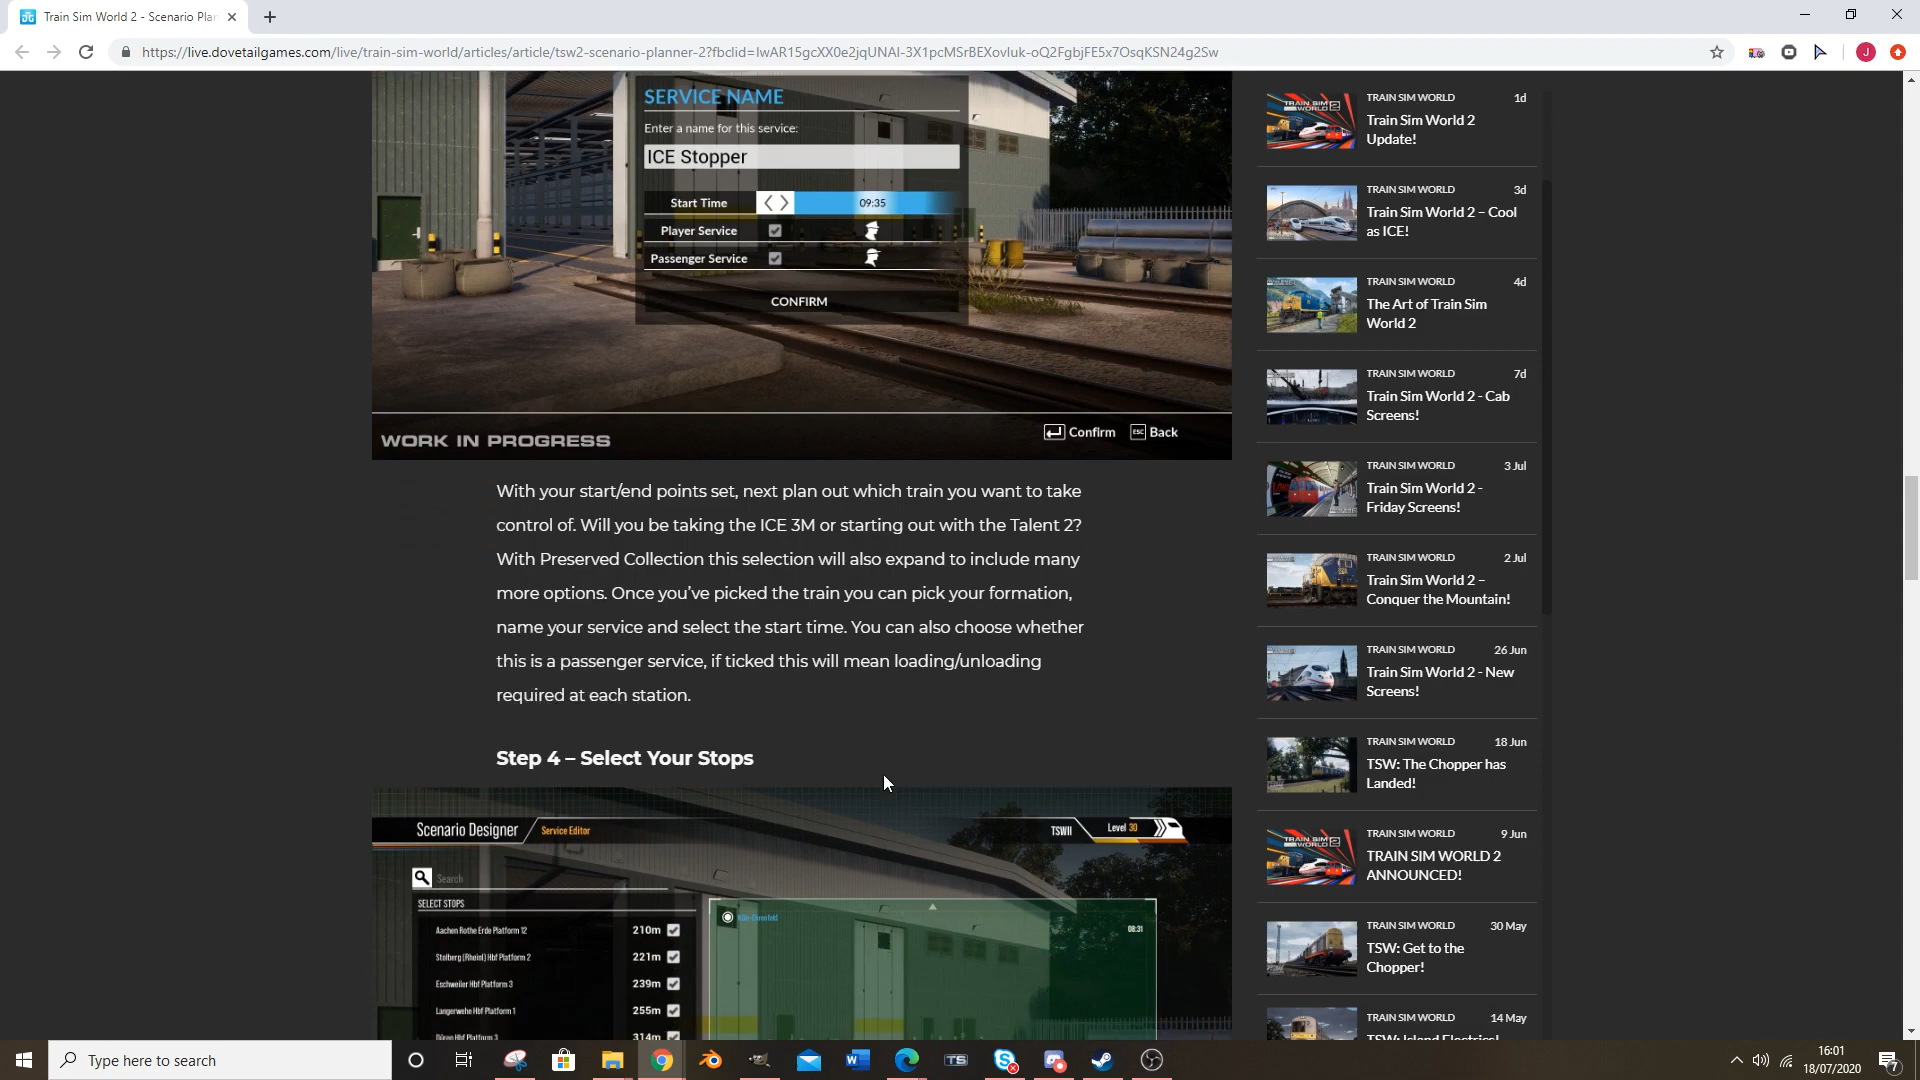 Train Sim World 2 - Scenario Plan
https://live.dovetailgames.com/live/train-sim-world/articles/article/tsw2-scenario-planner-2?fbclid=IwAR15gcXX0e2jqUNAI-3X1pcMSrBEXovluk-oQ2FgbjFE5x7OsqKSN24g2Sw
J
SERVICE NAME
Enter a name for this service:
ICE Stopper
Start Time 09:35
Player Service
Passenger Service
CONFIRM
WORK IN PROGRESS
Confirm ESC Back
With your start/end points set, next plan out which train you want to take
control of. Will you be taking the ICE 3M or starting out with the Talent 2?
With Preserved Collection this selection will also expand to include many
more options. Once you’ve picked the train you can pick your formation,
name your service and select the start time. You can also choose whether
this is a passenger service, if ticked this will mean loading/unloading
required at each station.
Step 4 – Select Your Stops
Scenario Designer Service Editor
TSWII Level 30
Search
SELECT STOPS
Aachen Rothe Erde Platform 12 210m
Stolberg (Rheinl) Hbf Platform 2 221m
Eschweiler Hbf Platform 3 239m
Langerwehe Hbf Platform 1 255m
Düren Hbf Platform 3 314m
Köln-Ehrenfeld
08:31
TRAIN SIM WORLD 1d
Train Sim World 2
Update!
TRAIN SIM WORLD 3d
Train Sim World 2 – Cool
as ICE!
TRAIN SIM WORLD 4d
The Art of Train Sim
World 2
TRAIN SIM WORLD 7d
Train Sim World 2 - Cab
Screens!
TRAIN SIM WORLD 3 Jul
Train Sim World 2 -
Friday Screens!
TRAIN SIM WORLD 2 Jul
Train Sim World 2 –
Conquer the Mountain!
TRAIN SIM WORLD 26 Jun
Train Sim World 2 - New
Screens!
TRAIN SIM WORLD 18 Jun
TSW: The Chopper has
Landed!
TRAIN SIM WORLD 9 Jun
TRAIN SIM WORLD 2
ANNOUNCED!
TRAIN SIM WORLD 30 May
TSW: Get to the
Chopper!
TRAIN SIM WORLD 14 May
TSW: Island Electrics!
Type here to search
TS
16:01
18/07/2020
7